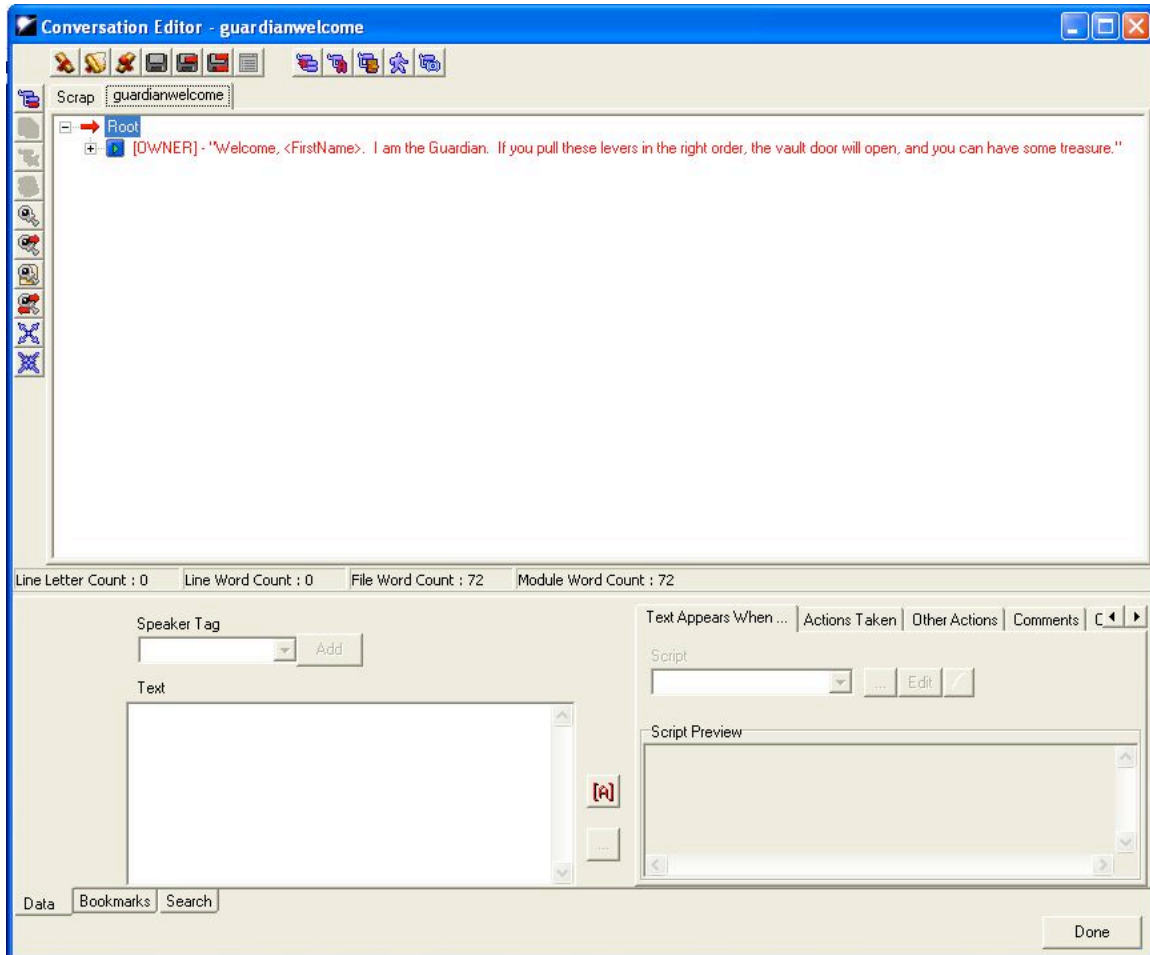 Conversation Editor - guardianwelcome
Scrap guardianwelcome
Root
[OWNER] - "Welcome, <FirstName>. I am the Guardian. If you pull these levers in the right order, the vault door will open, and you can have some treasure."
Line Letter Count : 0 Line Word Count : 0 File Word Count : 72 Module Word Count : 72
Speaker Tag
Add
Text
[A]
...
Text Appears When ... Actions Taken Other Actions Comments C
Script
... Edit
Script Preview
Data Bookmarks Search
Done